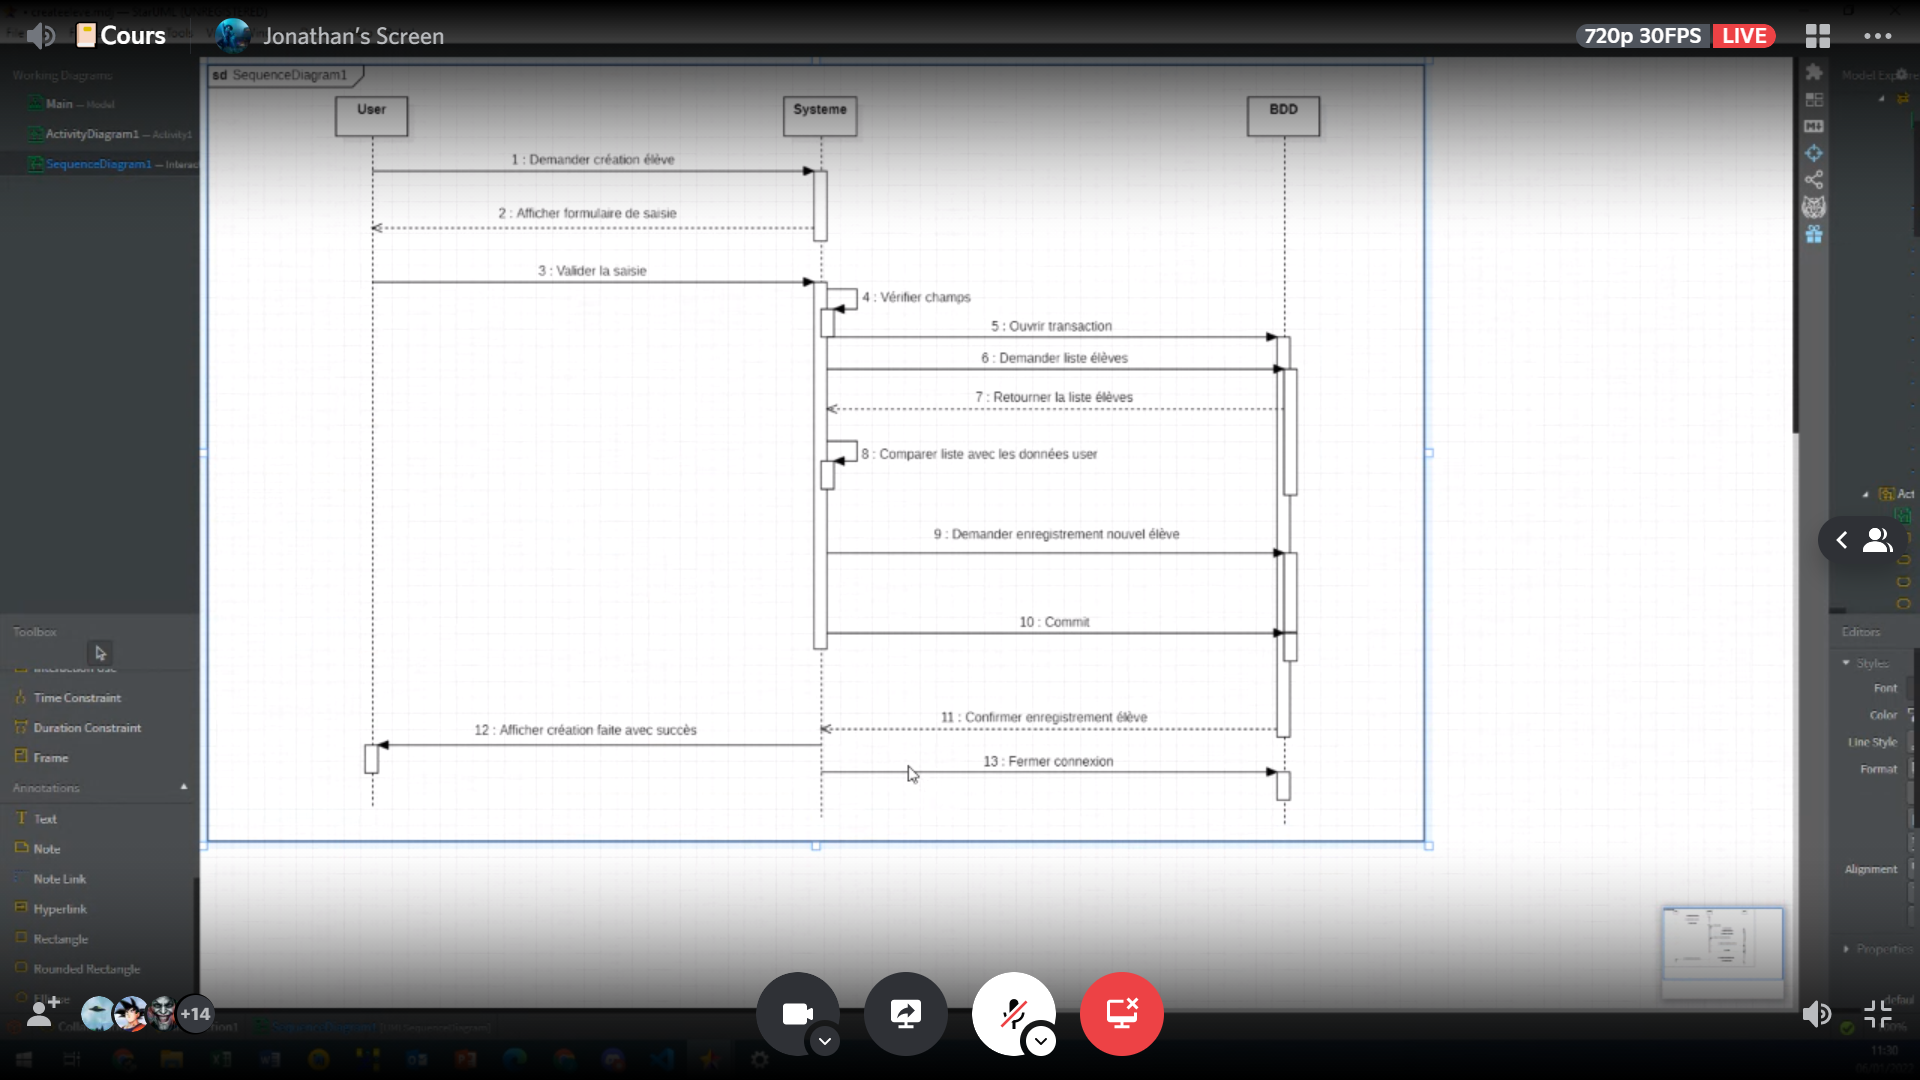 Cours
Jonathan's Screen
720p 30FPS LIVE
Working Diagrams
Main — Model
ActivityDiagram1 — Activity1
SequenceDiagram1 — Interac
sd SequenceDiagram1
User
Systeme
BDD
1 : Demander création élève
2 : Afficher formulaire de saisie
3 : Valider la saisie
4 : Vérifier champs
5 : Ouvrir transaction
6 : Demander liste élèves
7 : Retourner la liste élèves
8 : Comparer liste avec les données user
9 : Demander enregistrement nouvel élève
10 : Commit
11 : Confirmer enregistrement élève
12 : Afficher création faite avec succès
13 : Fermer connexion
Toolbox
Interaction Use
Time Constraint
Duration Constraint
Frame
Annotations
Text
Note
Note Link
Hyperlink
Rectangle
Rounded Rectangle
+14
Act
Editors
Styles
Font
Color
Line Style
Format
Alignment
Properties
11:30